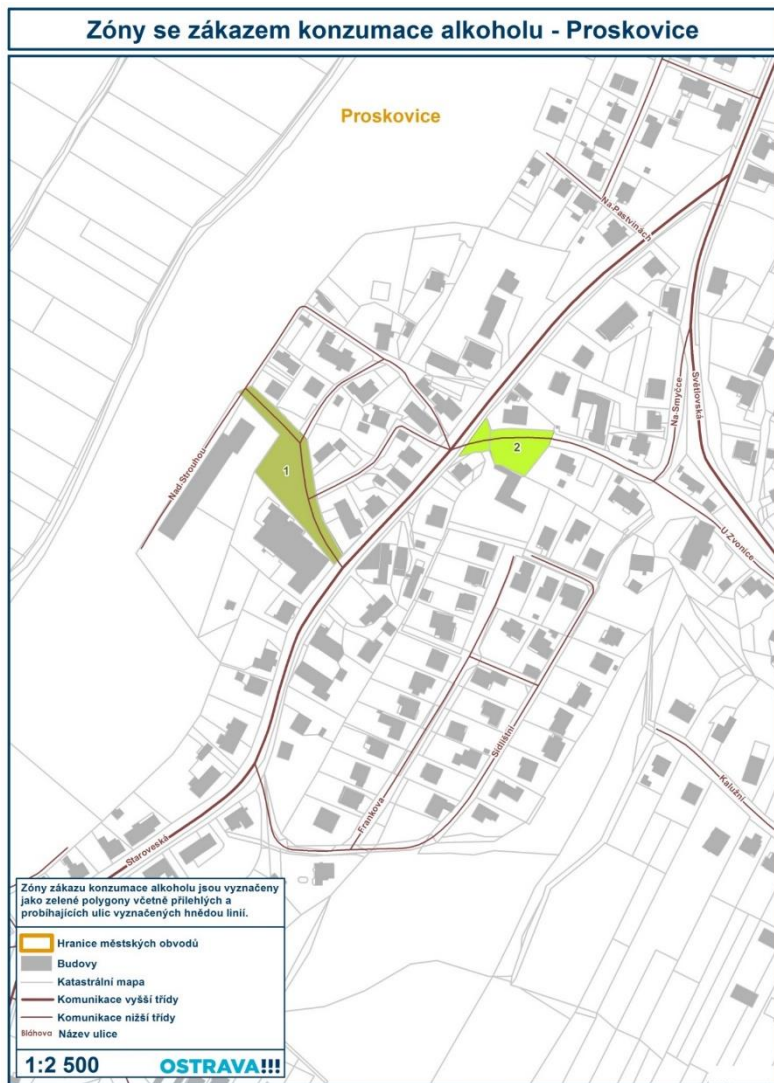 Zóny se zákazem konzumace alkoholu - Proskovice
Proskovice
Na Pastvinách
Na Smyčce
Světlovská
2
1
Nad Strouhou
U Zvonice
Sídlištní
Kalužní
Frankova
Staroveská
Zóny zákazu konzumace alkoholu jsou vyznačeny
jako zelené polygony včetně přilehlých a
probíhajících ulic vyznačených hnědou linií.
Hranice městských obvodů
Budovy
Katastrální mapa
Komunikace vyšší třídy
Komunikace nižší třídy
Bláhova Název ulice
1:2 500 OSTRAVA!!!